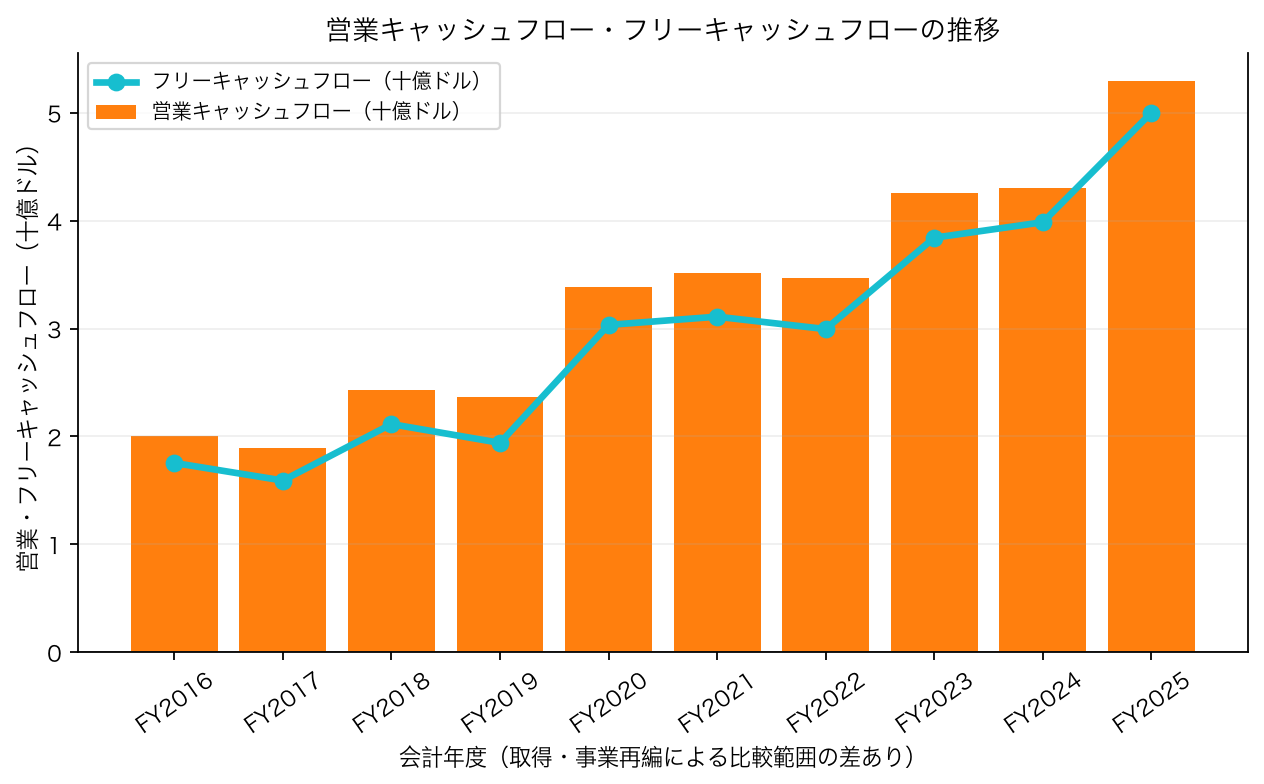 営業キャッシュフロー・フリーキャッシュフローの推移
フリーキャッシュフロー（十億ドル）
営業キャッシュフロー（十億ドル）
営業・フリーキャッシュフロー（十億ドル）
5
4
3
2
1
0
FY2016
FY2017
FY2018
FY2019
FY2020
FY2021
FY2022
FY2023
FY2024
FY2025
会計年度（取得・事業再編による比較範囲の差あり）